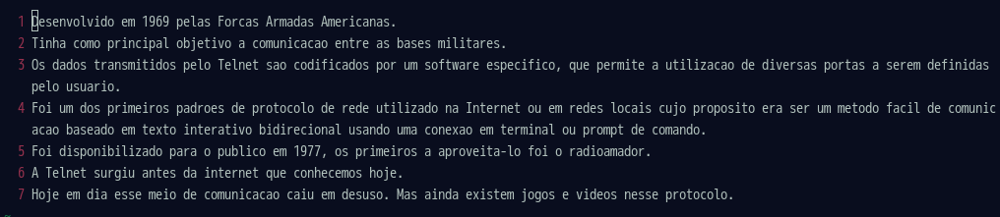 1 Desenvolvido em 1969 pelas Forcas Armadas Americanas.
2 Tinha como principal objetivo a comunicacao entre as bases militares.
3 Os dados transmitidos pelo Telnet sao codificados por um software especifico, que permite a utilizacao de diversas portas a serem definidas
pelo usuario.
4 Foi um dos primeiros padroes de protocolo de rede utilizado na Internet ou em redes locais cujo proposito era ser um metodo facil de comunic
acao baseado em texto interativo bidirecional usando uma conexao em terminal ou prompt de comando.
5 Foi disponibilizado para o publico em 1977, os primeiros a aproveita-lo foi o radioamador.
6 A Telnet surgiu antes da internet que conhecemos hoje.
7 Hoje em dia esse meio de comunicacao caiu em desuso. Mas ainda existem jogos e videos nesse protocolo.
~